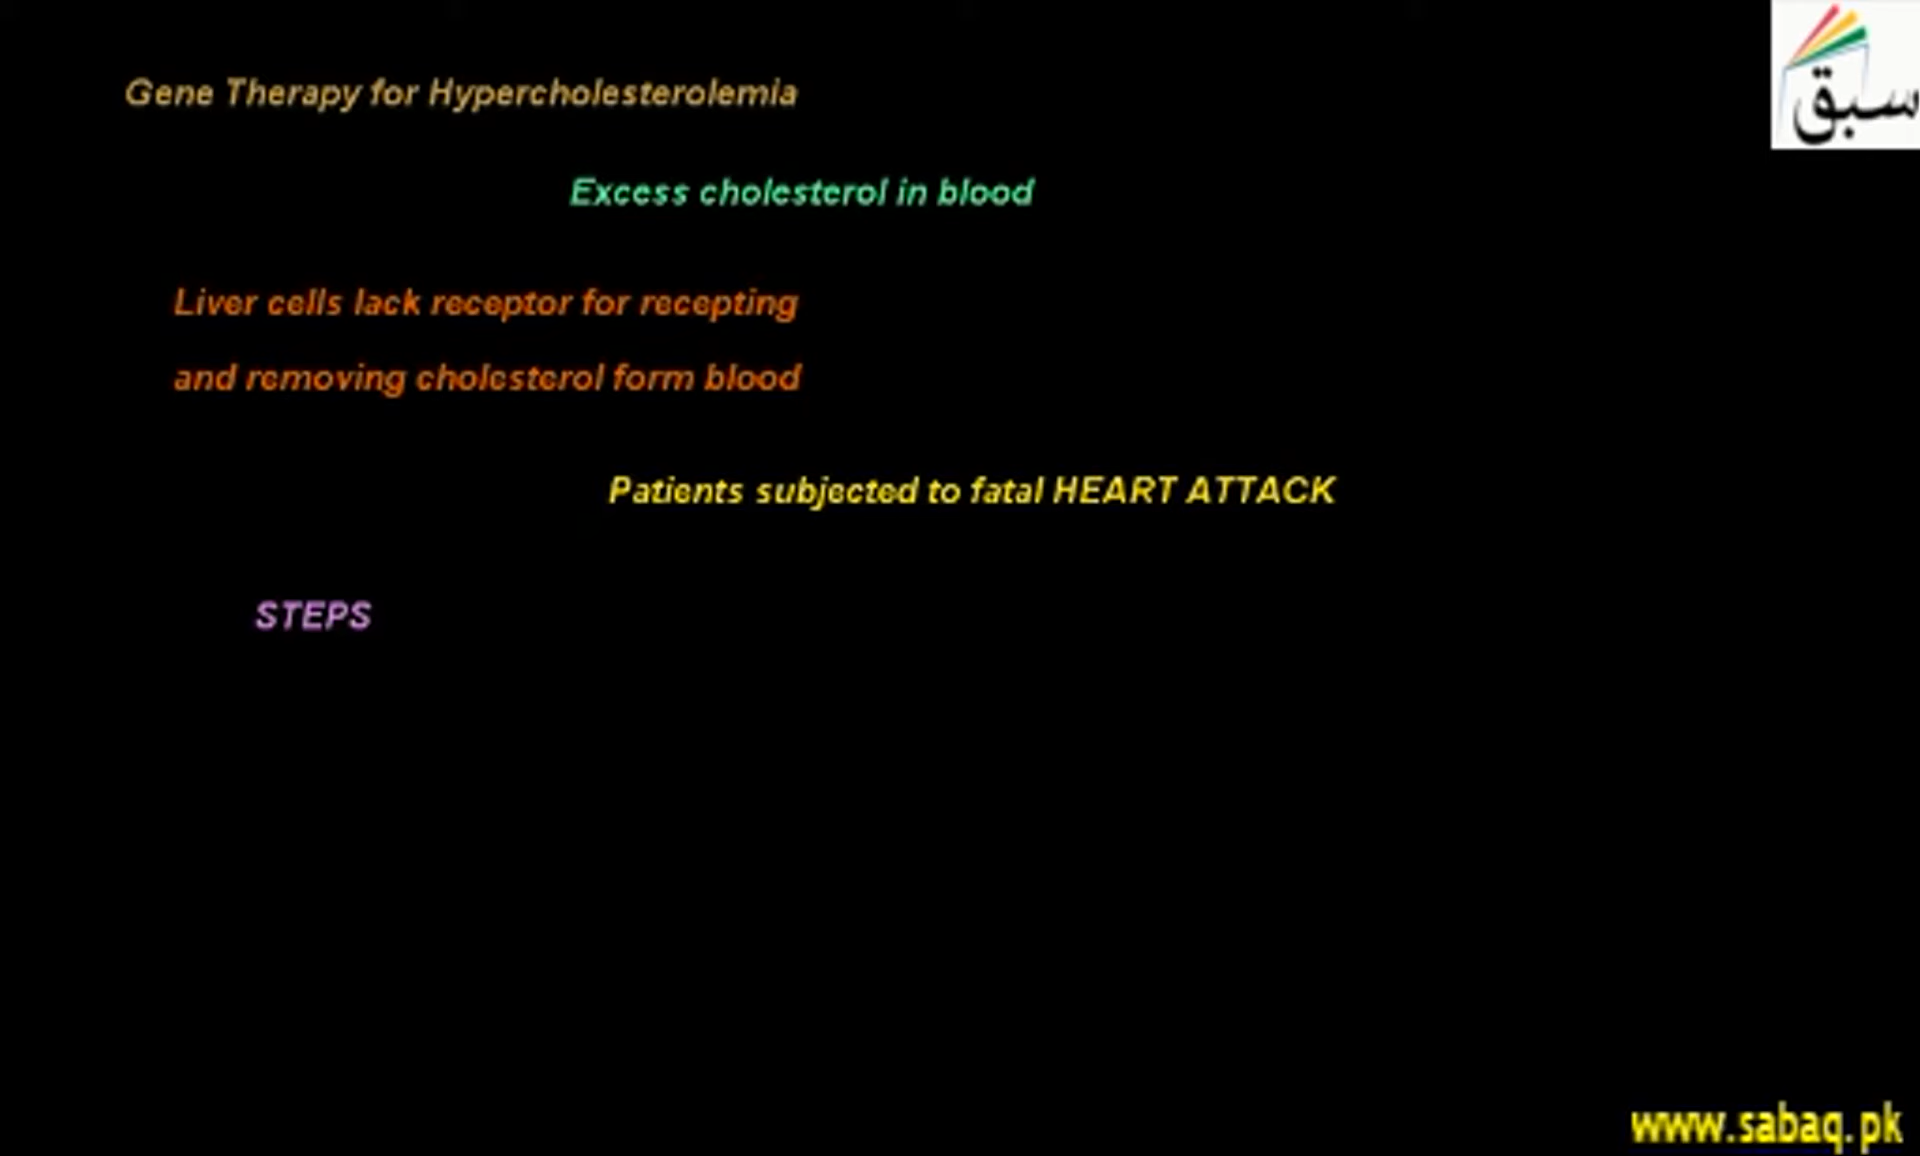 سبق
Gene Therapy for Hypercholesterolemia
Excess cholesterol in blood
Liver cells lack receptor for recepting
and removing cholesterol form blood
Patients subjected to fatal HEART ATTACK
STEPS
www.sabaq.pk